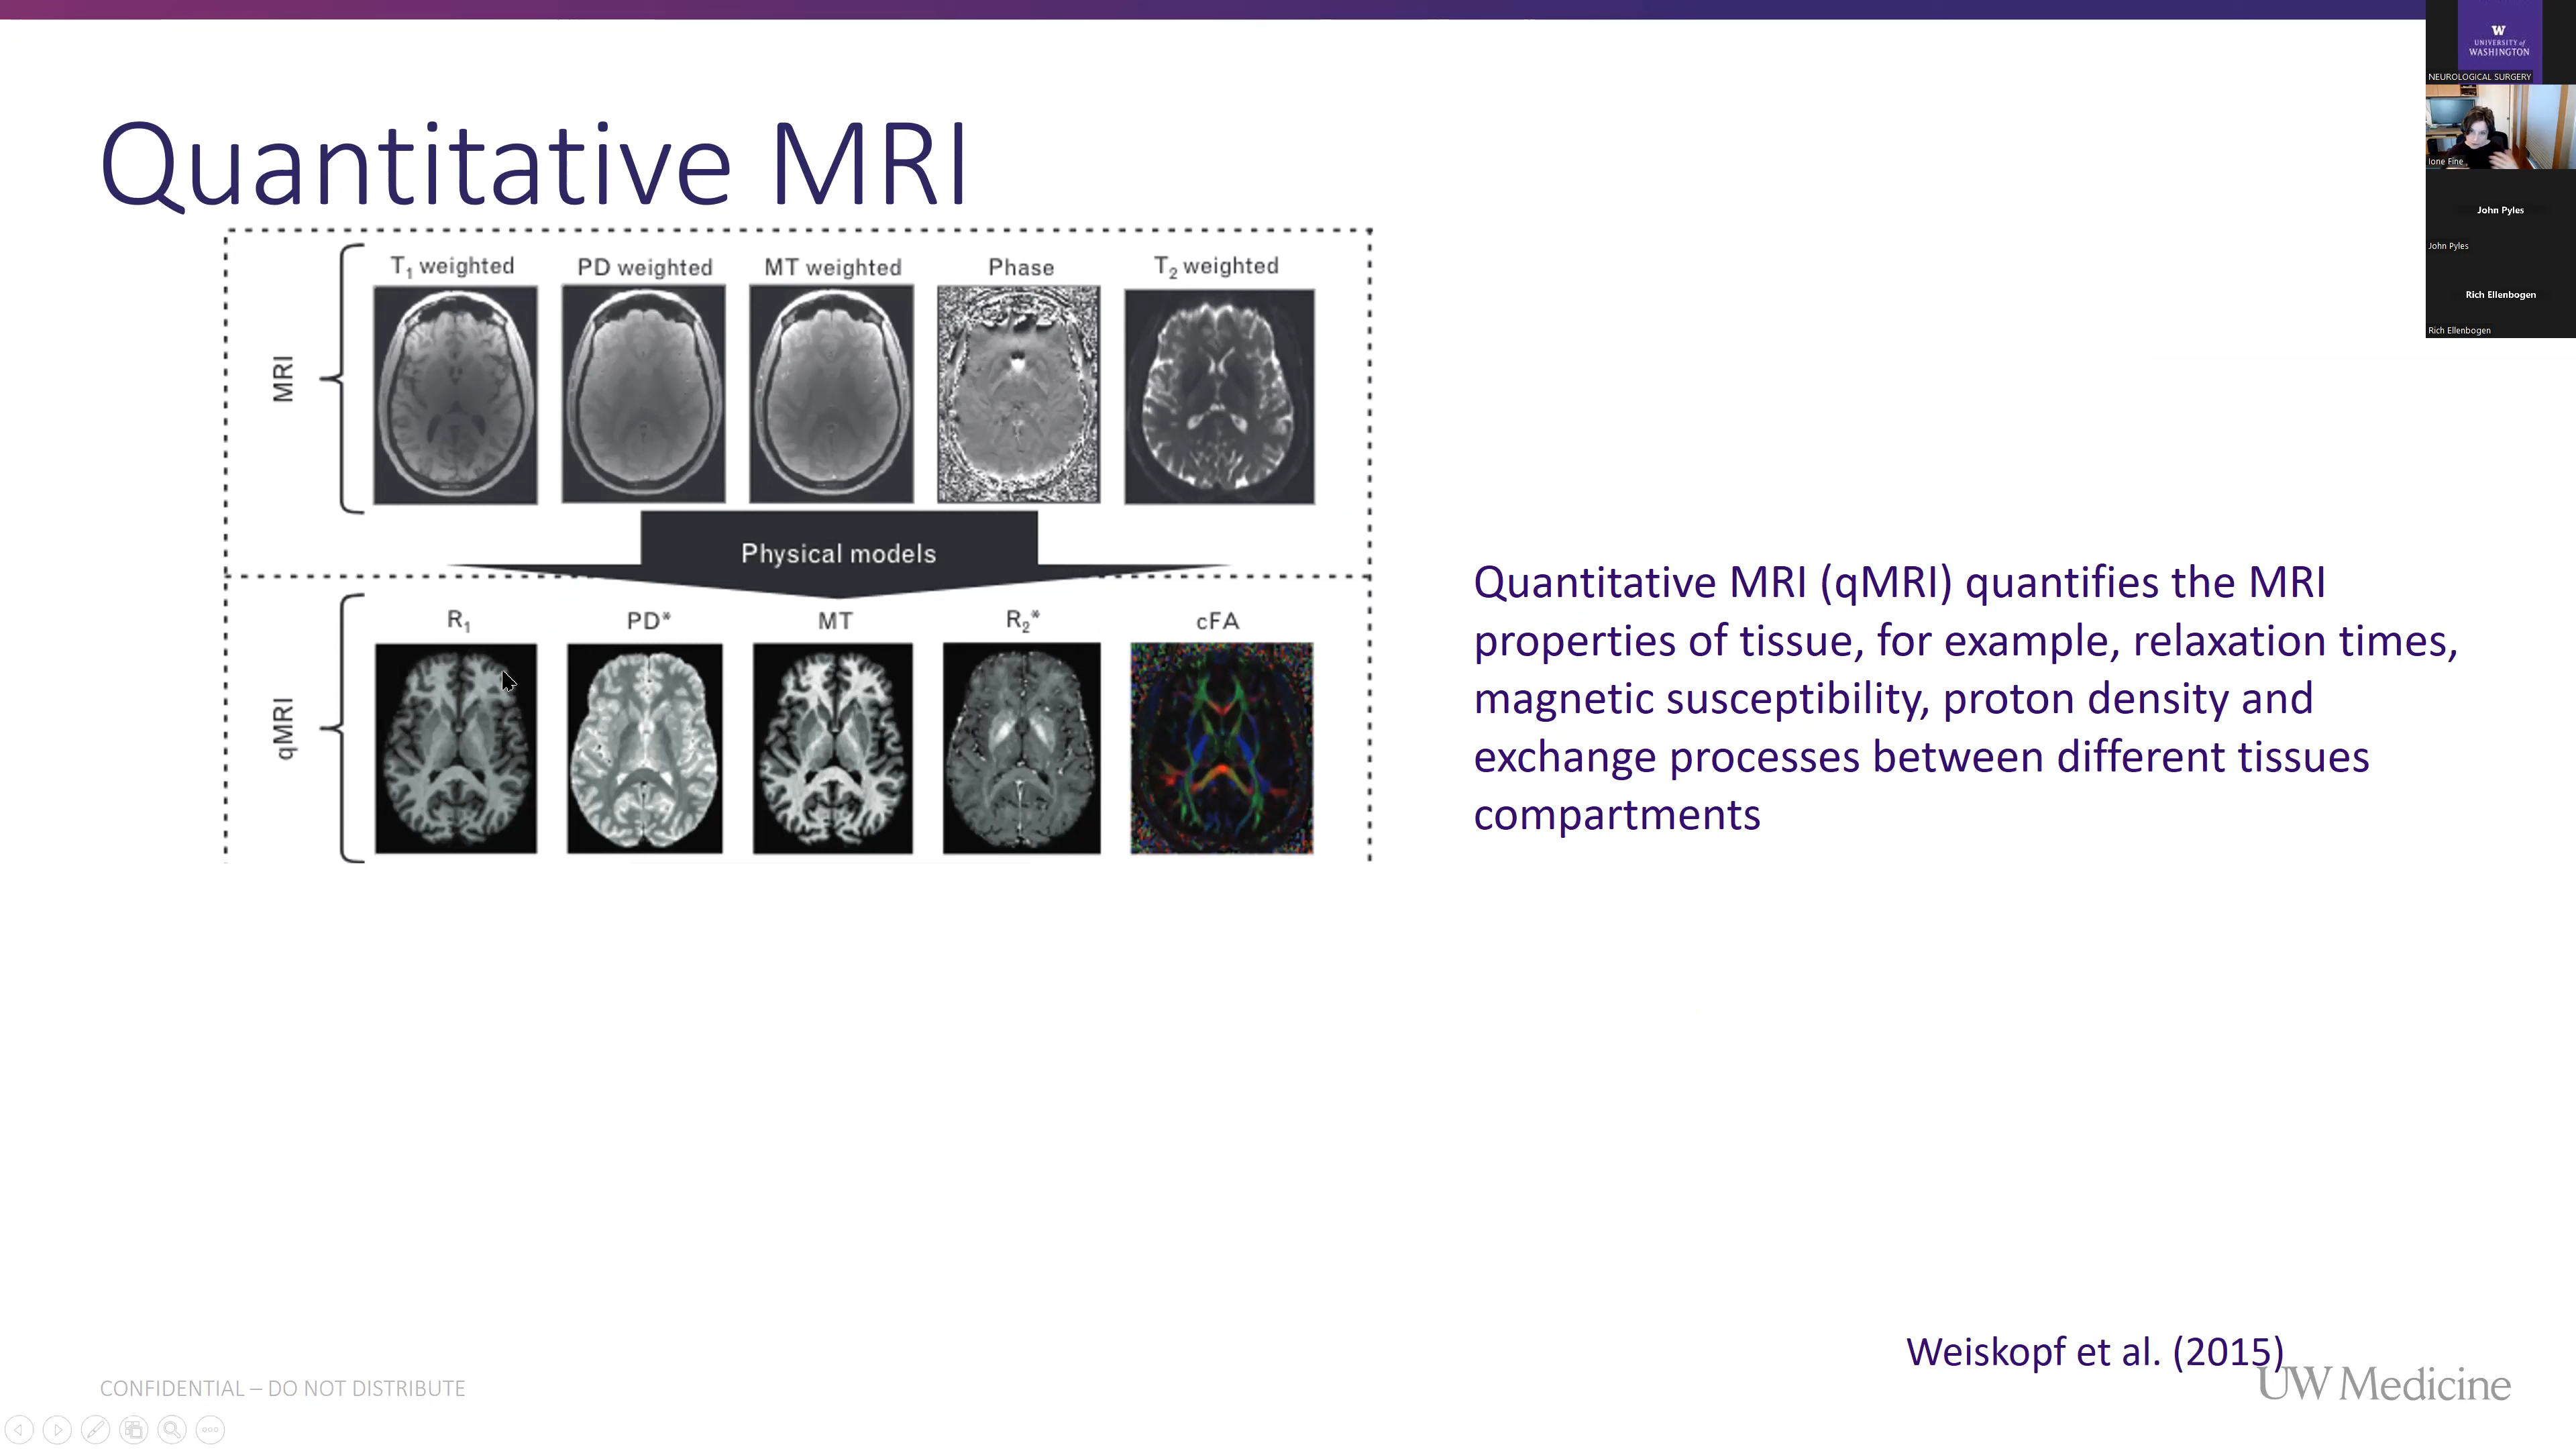 Quantitative MRI
T1 weighted
PD weighted
MT weighted
Phase
T2 weighted
MRI
Physical models
R1
PD*
MT
R2*
cFA
qMRI
Quantitative MRI (qMRI) quantifies the MRI
properties of tissue, for example, relaxation times,
magnetic susceptibility, proton density and
exchange processes between different tissues
compartments
Weiskopf et al. (2015)
CONFIDENTIAL – DO NOT DISTRIBUTE
UW Medicine
W
UNIVERSITY of
WASHINGTON
NEUROLOGICAL SURGERY
Ione Fine
John Pyles
John Pyles
Rich Ellenbogen
Rich Ellenbogen